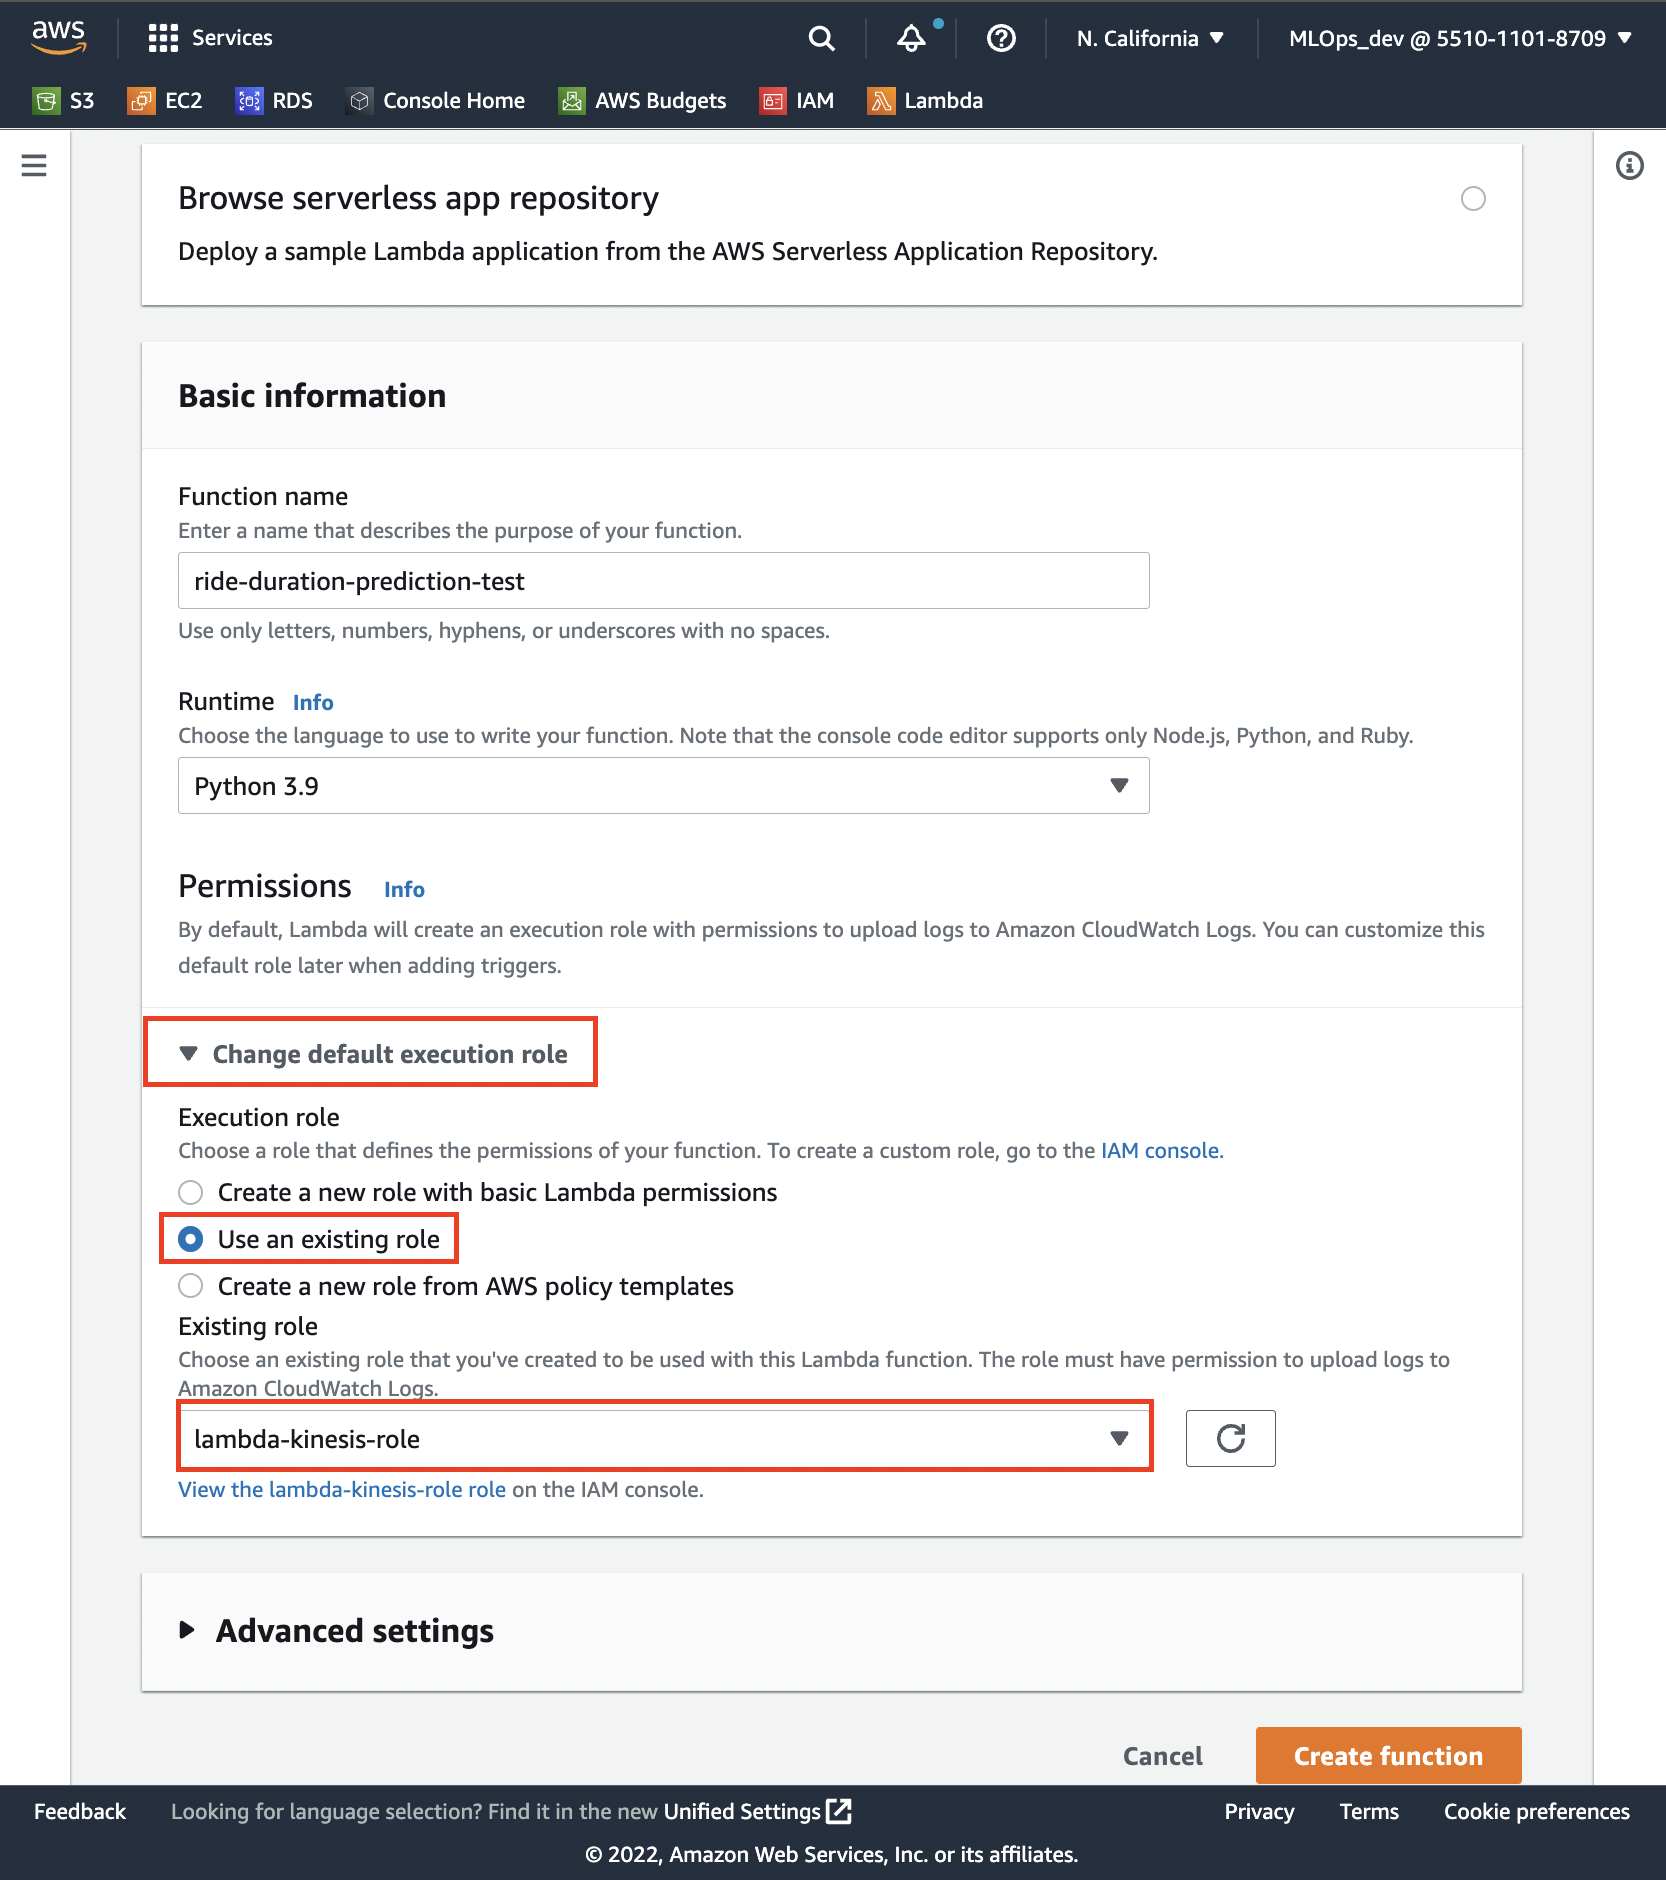 aws
Services
N. California
MLOps_dev @ 5510-1101-8709
S3
EC2
RDS
Console Home
AWS Budgets
IAM
Lambda
Browse serverless app repository
Deploy a sample Lambda application from the AWS Serverless Application Repository.
Basic information
Function name
Enter a name that describes the purpose of your function.
ride-duration-prediction-test
Use only letters, numbers, hyphens, or underscores with no spaces.
Runtime Info
Choose the language to use to write your function. Note that the console code editor supports only Node.js, Python, and Ruby.
Python 3.9
Permissions Info
By default, Lambda will create an execution role with permissions to upload logs to Amazon CloudWatch Logs. You can customize this
default role later when adding triggers.
Change default execution role
Execution role
Choose a role that defines the permissions of your function. To create a custom role, go to the IAM console.
Create a new role with basic Lambda permissions
Use an existing role
Create a new role from AWS policy templates
Existing role
Choose an existing role that you've created to be used with this Lambda function. The role must have permission to upload logs to
Amazon CloudWatch Logs.
lambda-kinesis-role
View the lambda-kinesis-role role on the IAM console.
Advanced settings
Cancel
Create function
Feedback
Looking for language selection? Find it in the new Unified Settings
Privacy
Terms
Cookie preferences
© 2022, Amazon Web Services, Inc. or its affiliates.